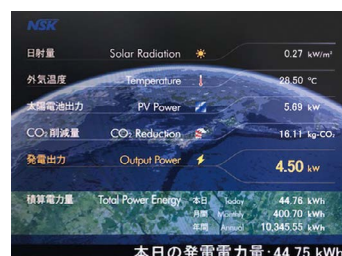 NSK
日射量 Solar Radiation 0.27 kW/m²
外気温度 Temperature 28.50 ℃
太陽電池出力 PV Power 5.69 kW
CO₂削減量 CO₂ Reduction 16.11 kg-CO₂
発電出力 Output Power 4.50 kW
積算電力量 Total Power Energy 本日 Today 44.76 kWh
月間 Monthly 400.70 kWh
年間 Annual 10,345.55 kWh
本日の発電電力量:44.75 kWh